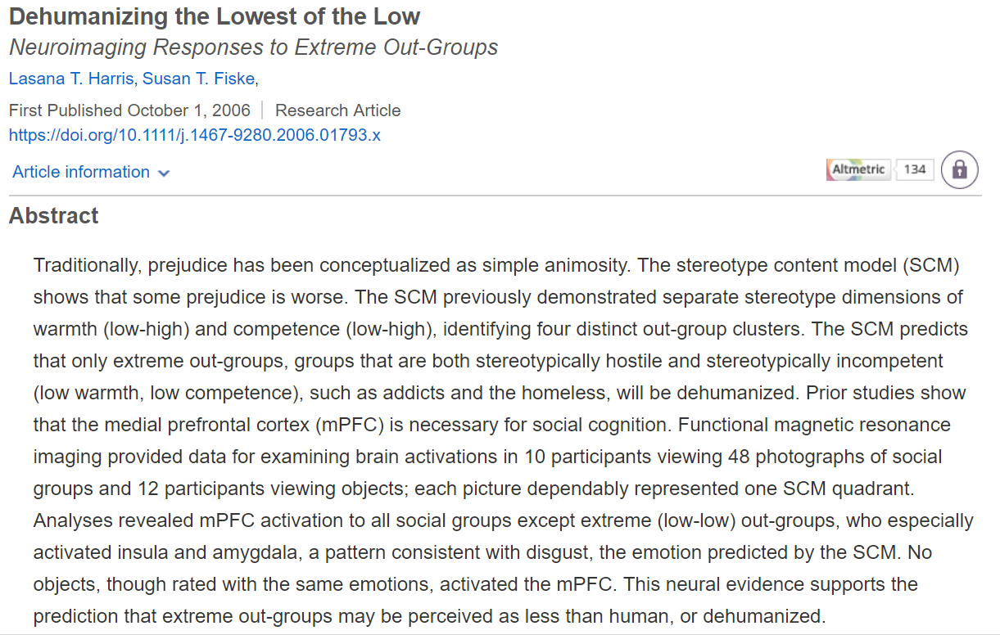 Dehumanizing the Lowest of the Low
Neuroimaging Responses to Extreme Out-Groups
Lasana T. Harris, Susan T. Fiske,
First Published October 1, 2006 | Research Article
https://doi.org/10.1111/j.1467-9280.2006.01793.x
Article information
Altmetric 134
Abstract
Traditionally, prejudice has been conceptualized as simple animosity. The stereotype content model (SCM)
shows that some prejudice is worse. The SCM previously demonstrated separate stereotype dimensions of
warmth (low-high) and competence (low-high), identifying four distinct out-group clusters. The SCM predicts
that only extreme out-groups, groups that are both stereotypically hostile and stereotypically incompetent
(low warmth, low competence), such as addicts and the homeless, will be dehumanized. Prior studies show
that the medial prefrontal cortex (mPFC) is necessary for social cognition. Functional magnetic resonance
imaging provided data for examining brain activations in 10 participants viewing 48 photographs of social
groups and 12 participants viewing objects; each picture dependably represented one SCM quadrant.
Analyses revealed mPFC activation to all social groups except extreme (low-low) out-groups, who especially
activated insula and amygdala, a pattern consistent with disgust, the emotion predicted by the SCM. No
objects, though rated with the same emotions, activated the mPFC. This neural evidence supports the
prediction that extreme out-groups may be perceived as less than human, or dehumanized.